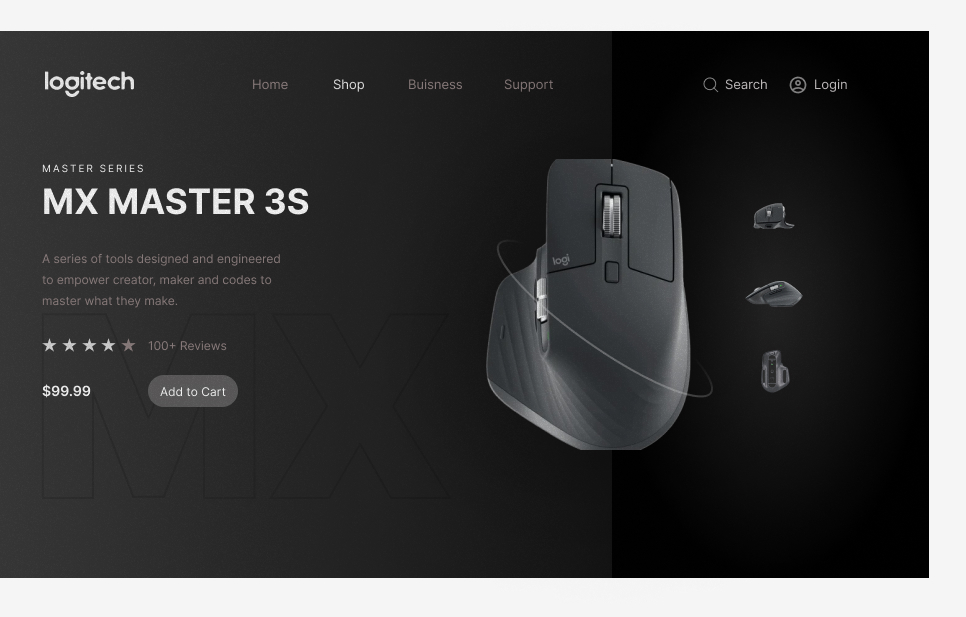 logitech
Home Shop Buisness Support
Search Login
MASTER SERIES
MX MASTER 3S
A series of tools designed and engineered
to empower creator, maker and codes to
master what they make.
100+ Reviews
$99.99 Add to Cart
MX
logi